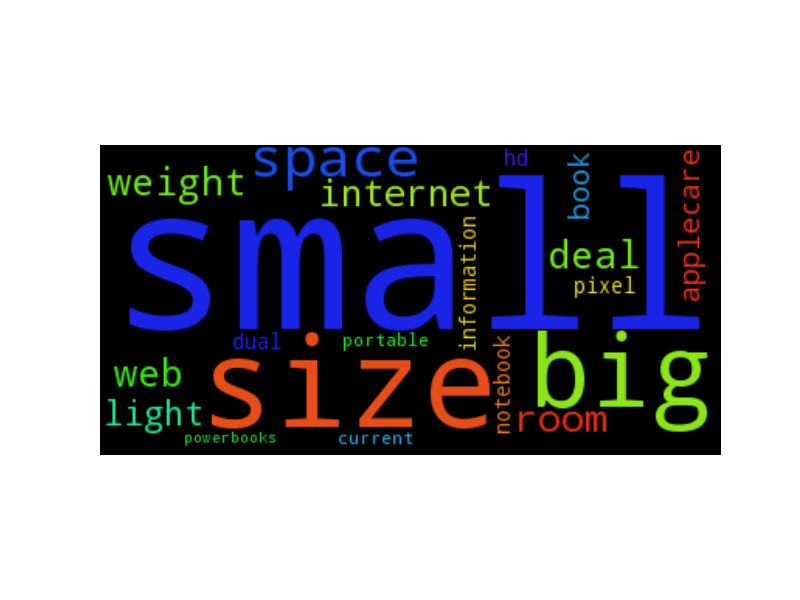 space
hd
book
applecare
weight
internet
small
information
deal
pixel
dual
portable
size
notebook
big
web
light
room
powerbooks
current